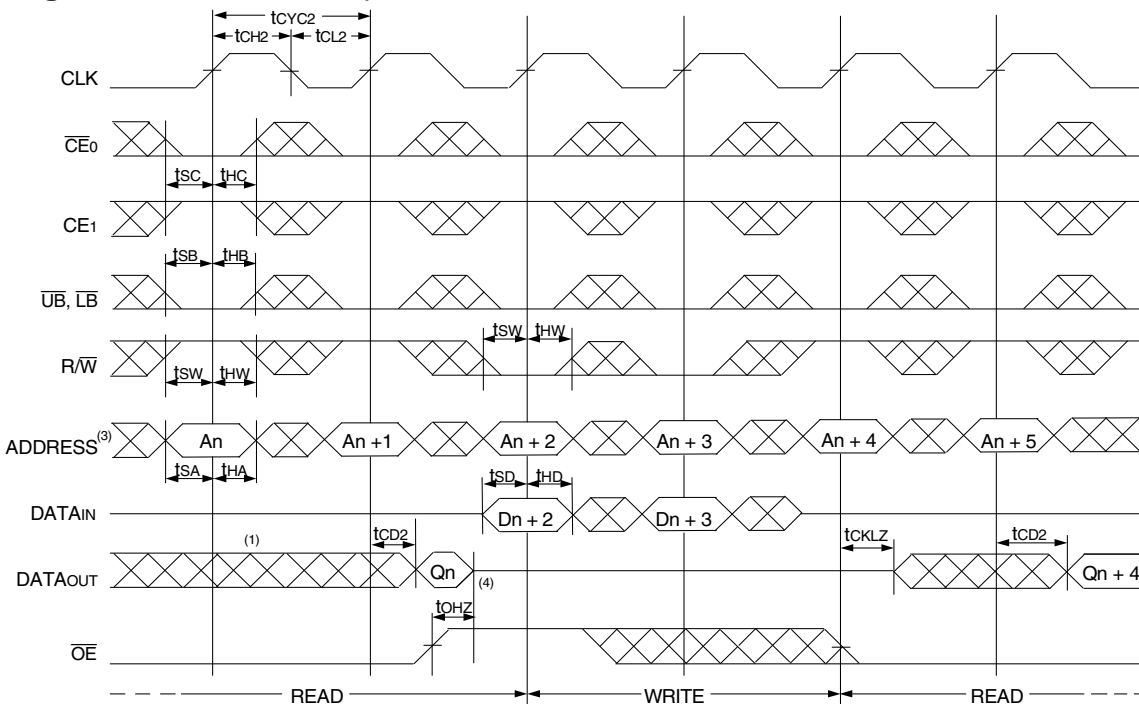 tCYC2
tCH2 tCL2
CLK
CE0
tSC tHC
CE1
tSB tHB
UB, LB
tSW tHW
R/W
tSW tHW
ADDRESS(3) An An +1 An + 2 An + 3 An + 4 An + 5
tSA tHA tSD tHD
DATAIN Dn + 2 Dn + 3
tCD2 tCKLZ tCD2
(1)
DATAOUT Qn (4) Qn + 4
tOHZ
OE
READ WRITE READ